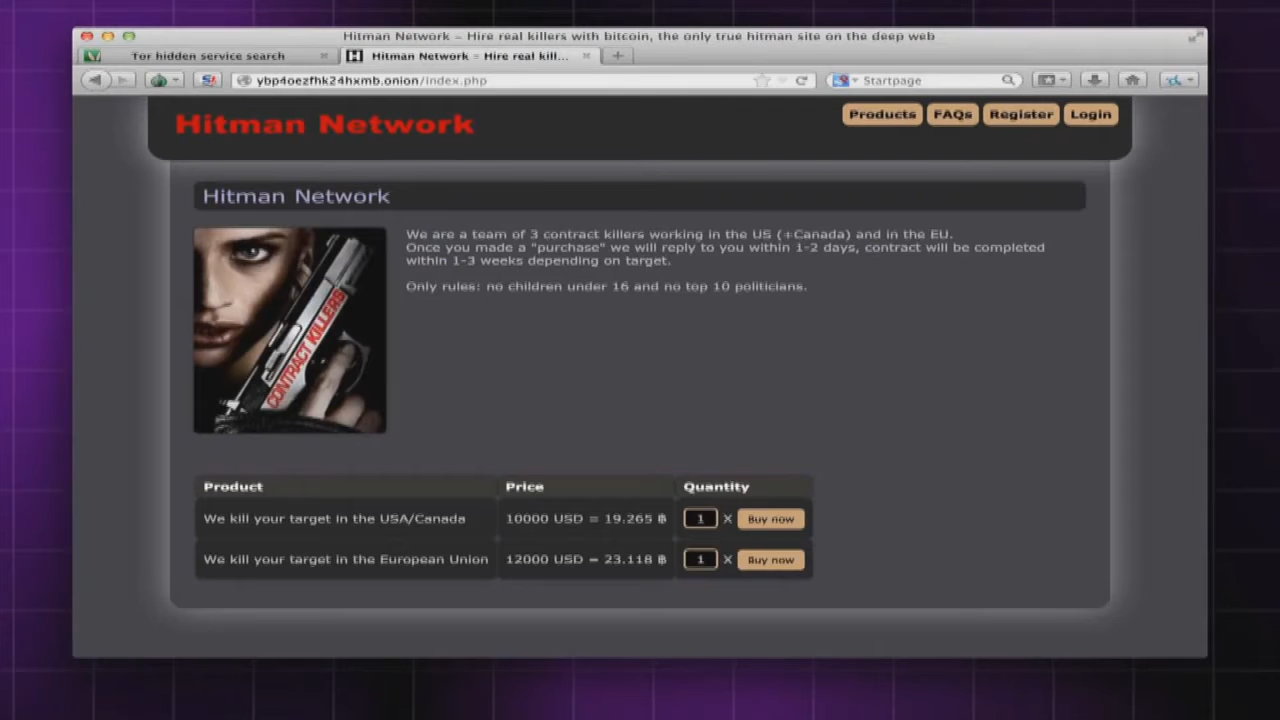 Hitman Network – Hire real killers with bitcoin, the only true hitman site on the deep web
Tor hidden service search
Hitman Network – Hire real kill...
ybp4oezfhk24hxmb.onion/index.php
Startpage
Hitman Network
Products FAQs Register Login
Hitman Network
CONTRACT KILLERS
We are a team of 3 contract killers working in the US (+Canada) and in the EU.
Once you made a "purchase" we will reply to you within 1-2 days, contract will be completed
within 1-3 weeks depending on target.
Only rules: no children under 16 and no top 10 politicians.
Product Price Quantity
We kill your target in the USA/Canada 10000 USD = 19.265 ฿ 1 X Buy now
We kill your target in the European Union 12000 USD = 23.118 ฿ 1 X Buy now